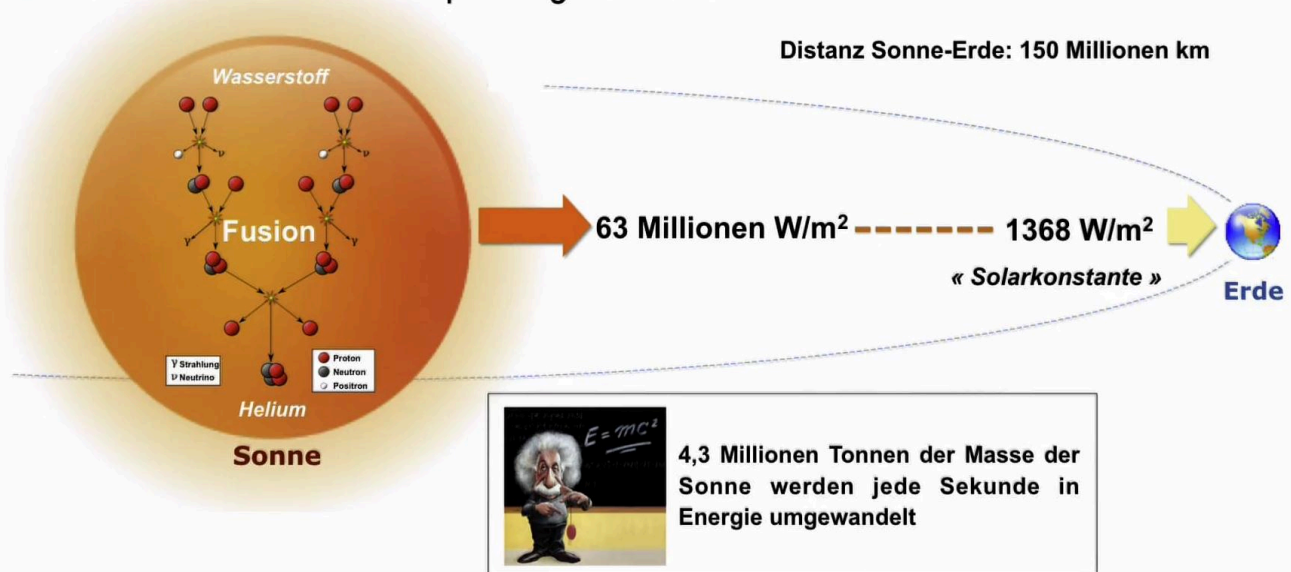 Distanz Sonne-Erde: 150 Millionen km
Wasserstoff
ν
ν
Fusion
γ
γ
63 Millionen W/m²
1368 W/m²
« Solarkonstante »
Erde
γ Strahlung
ν Neutrino
Proton
Neutron
Positron
Helium
Sonne
E = mc²
4,3 Millionen Tonnen der Masse der
Sonne werden jede Sekunde in
Energie umgewandelt